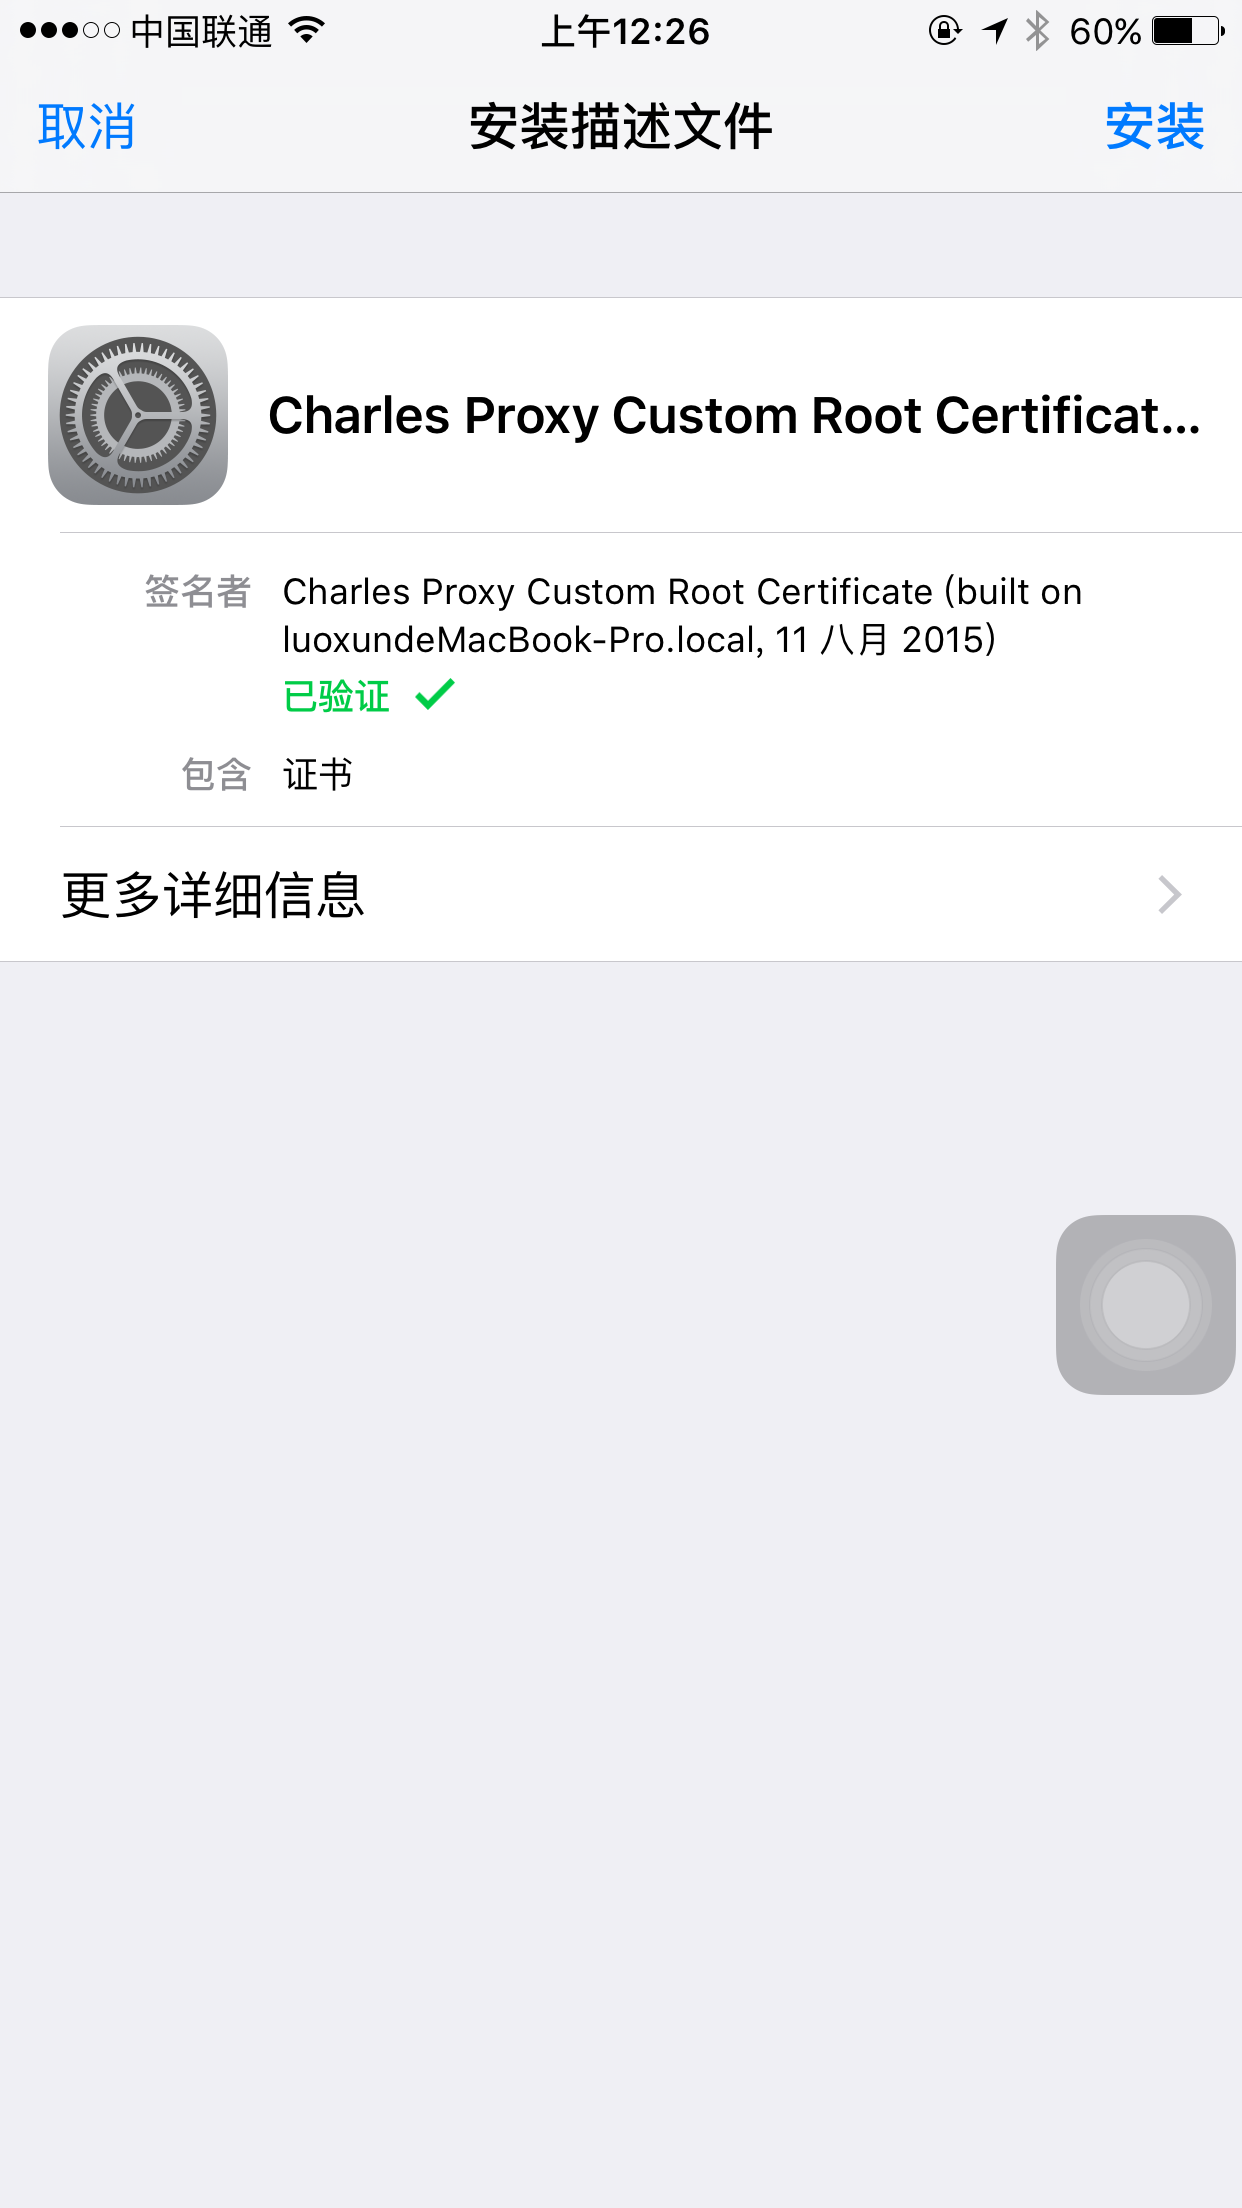 中国联通
上午12:26
60%
取消
安装描述文件
安装
Charles Proxy Custom Root Certificat...
签名者
Charles Proxy Custom Root Certificate (built on
luoxundeMacBook-Pro.local, 11 八月 2015)
已验证
包含
证书
更多详细信息